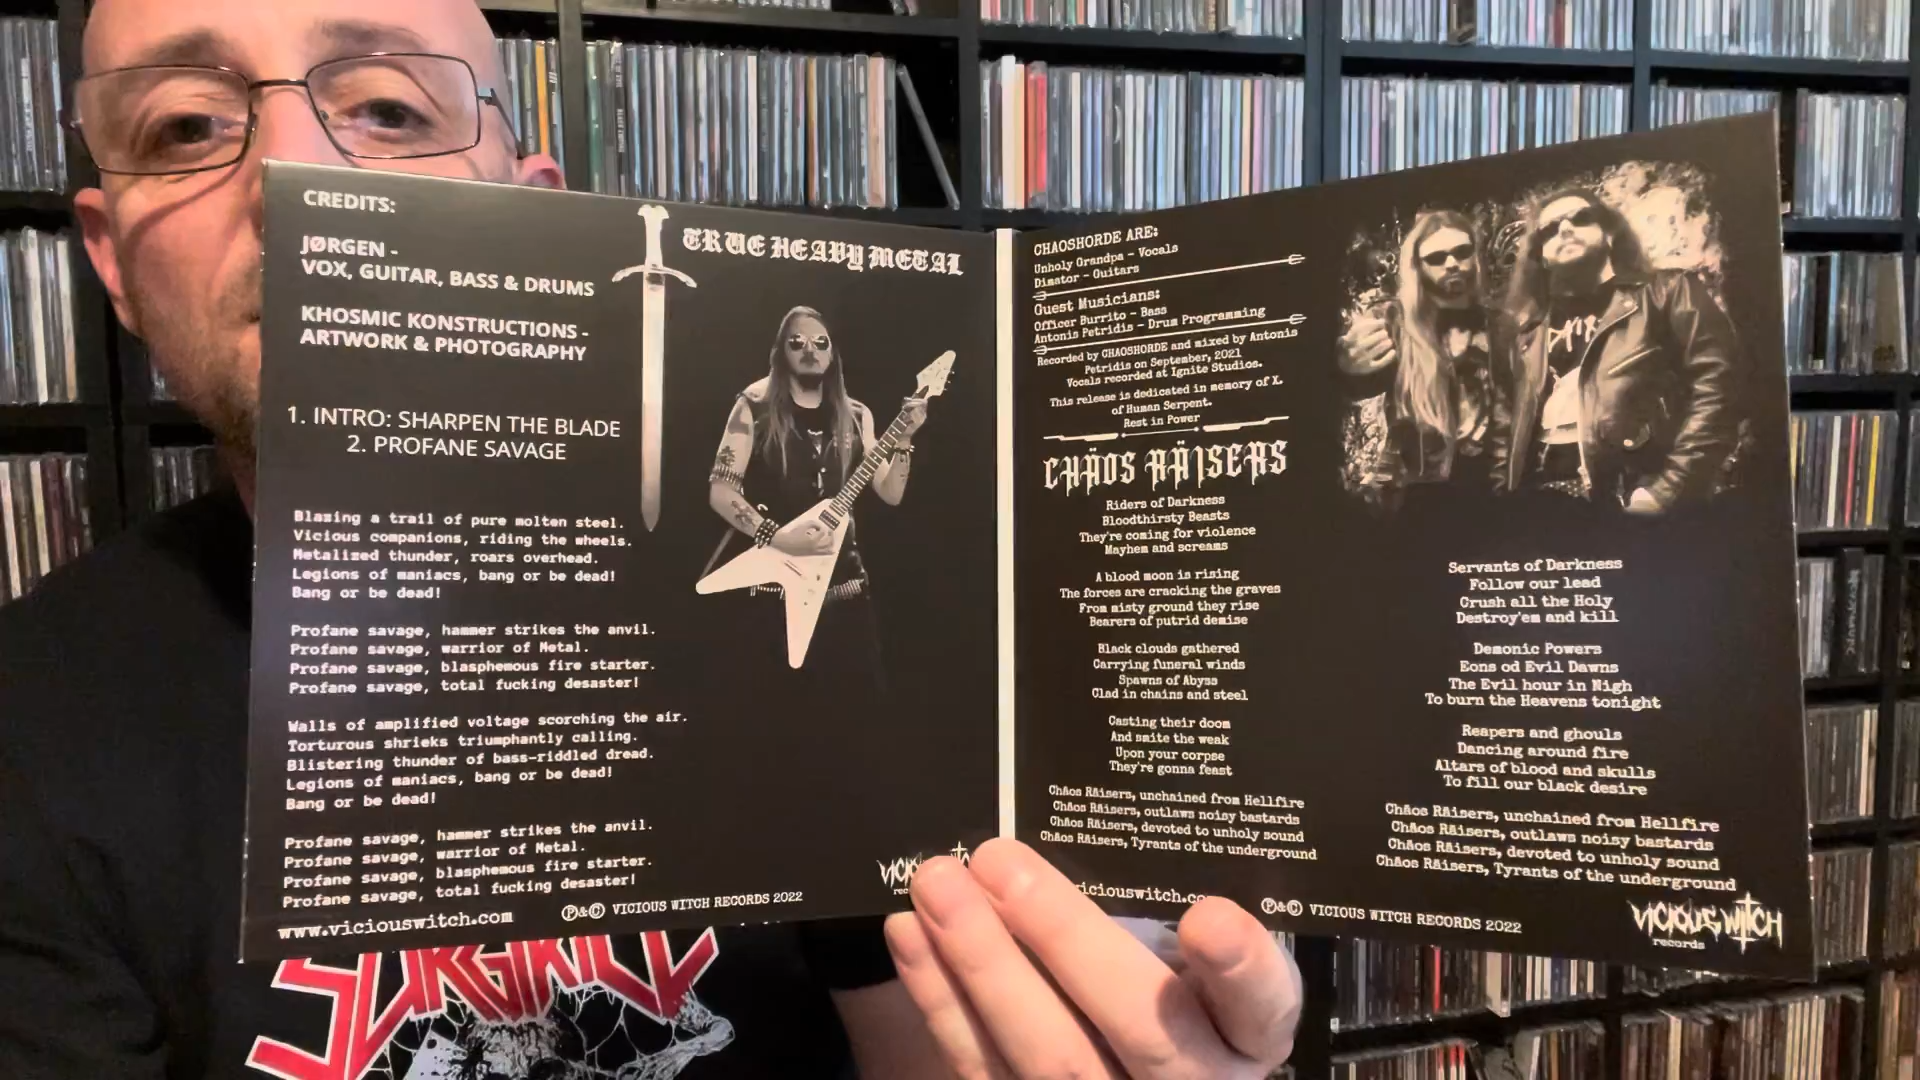 CREDITS:
JØRGEN -
VOX, GUITAR, BASS & DRUMS
KHOSMIC KONSTRUCTIONS -
ARTWORK & PHOTOGRAPHY
1. INTRO: SHARPEN THE BLADE
2. PROFANE SAVAGE
TRUE HEAVY METAL
Blazing a trail of pure molten steel.
Vicious companions, riding the wheels.
Metalized thunder, roars overhead.
Legions of maniacs, bang or be dead!
Bang or be dead!
Profane savage, hammer strikes the anvil.
Profane savage, warrior of Metal.
Profane savage, blasphemous fire starter.
Profane savage, total fucking desaster!
Walls of amplified voltage scorching the air.
Torturous shrieks triumphantly calling.
Blistering thunder of bass-riddled dread.
Legions of maniacs, bang or be dead!
Bang or be dead!
Profane savage, hammer strikes the anvil.
Profane savage, warrior of Metal.
Profane savage, blasphemous fire starter.
Profane savage, total fucking desaster!
www.viciouswitch.com
Ⓟ&© VICIOUS WITCH RECORDS 2022
CHAOSHORDE ARE:
Unholy Grandpa - Vocals
Dimator - Guitars
Guest Musicians:
Officer Burrito - Bass
Antonis Petridis - Drum Programming
Recorded by CHAOSHORDE and mixed by Antonis
Petridis on September, 2021
Vocals recorded at Ignite Studios.
This release is dedicated in memory of X.
of Human Serpent.
Rest in Power
CHÄOS RÄISERS
Riders of Darkness
Bloodthirsty Beasts
They're coming for violence
Mayhem and screams
A blood moon is rising
The forces are cracking the graves
From misty ground they rise
Bearers of putrid demise
Black clouds gathered
Carrying funeral winds
Spawns of Abyss
Clad in chains and steel
Casting their doom
And smite the weak
Upon your corpse
They're gonna feast
Chäos Räisers, unchained from Hellfire
Chäos Räisers, outlaws noisy bastards
Chäos Räisers, devoted to unholy sound
Chäos Räisers, Tyrants of the underground
Servants of Darkness
Follow our lead
Crush all the Holy
Destroy'em and kill
Demonic Powers
Eons od Evil Dawns
The Evil hour in Nigh
To burn the Heavens tonight
Reapers and ghouls
Dancing around fire
Altars of blood and skulls
To fill our black desire
Chäos Räisers, unchained from Hellfire
Chäos Räisers, outlaws noisy bastards
Chäos Räisers, devoted to unholy sound
Chäos Räisers, Tyrants of the underground
Ⓟ&© VICIOUS WITCH RECORDS 2022
VICIOUS WITCH
records